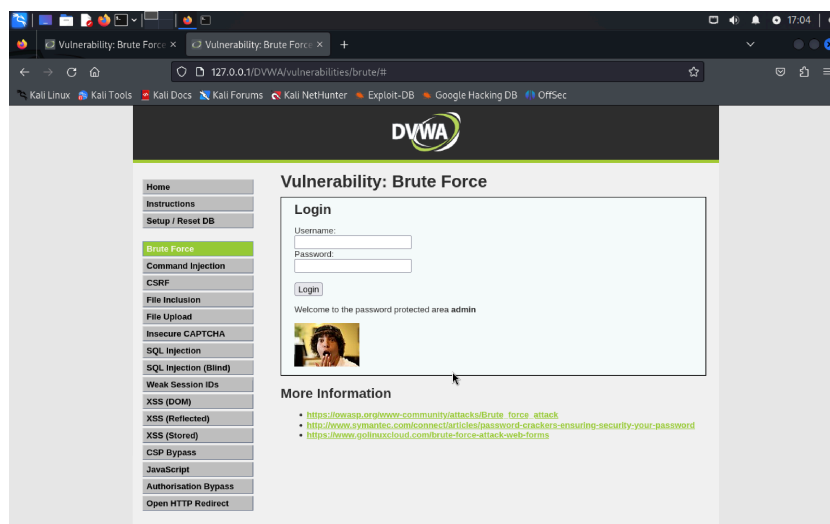 17:04
Vulnerability: Brute Force
Vulnerability: Brute Force
127.0.0.1/DVWA/vulnerabilities/brute/#
Kali Linux Kali Tools Kali Docs Kali Forums Kali NetHunter Exploit-DB Google Hacking DB OffSec
DVWA
Vulnerability: Brute Force
Home
Instructions
Setup / Reset DB
Brute Force
Command Injection
CSRF
File Inclusion
File Upload
Insecure CAPTCHA
SQL Injection
SQL Injection (Blind)
Weak Session IDs
XSS (DOM)
XSS (Reflected)
XSS (Stored)
CSP Bypass
JavaScript
Authorisation Bypass
Open HTTP Redirect
Login
Username:
Password:
Login
Welcome to the password protected area admin
More Information
https://owasp.org/www-community/attacks/Brute_force_attack
http://www.symantec.com/connect/articles/password-crackers-ensuring-security-your-password
https://www.golinuxcloud.com/brute-force-attack-web-forms